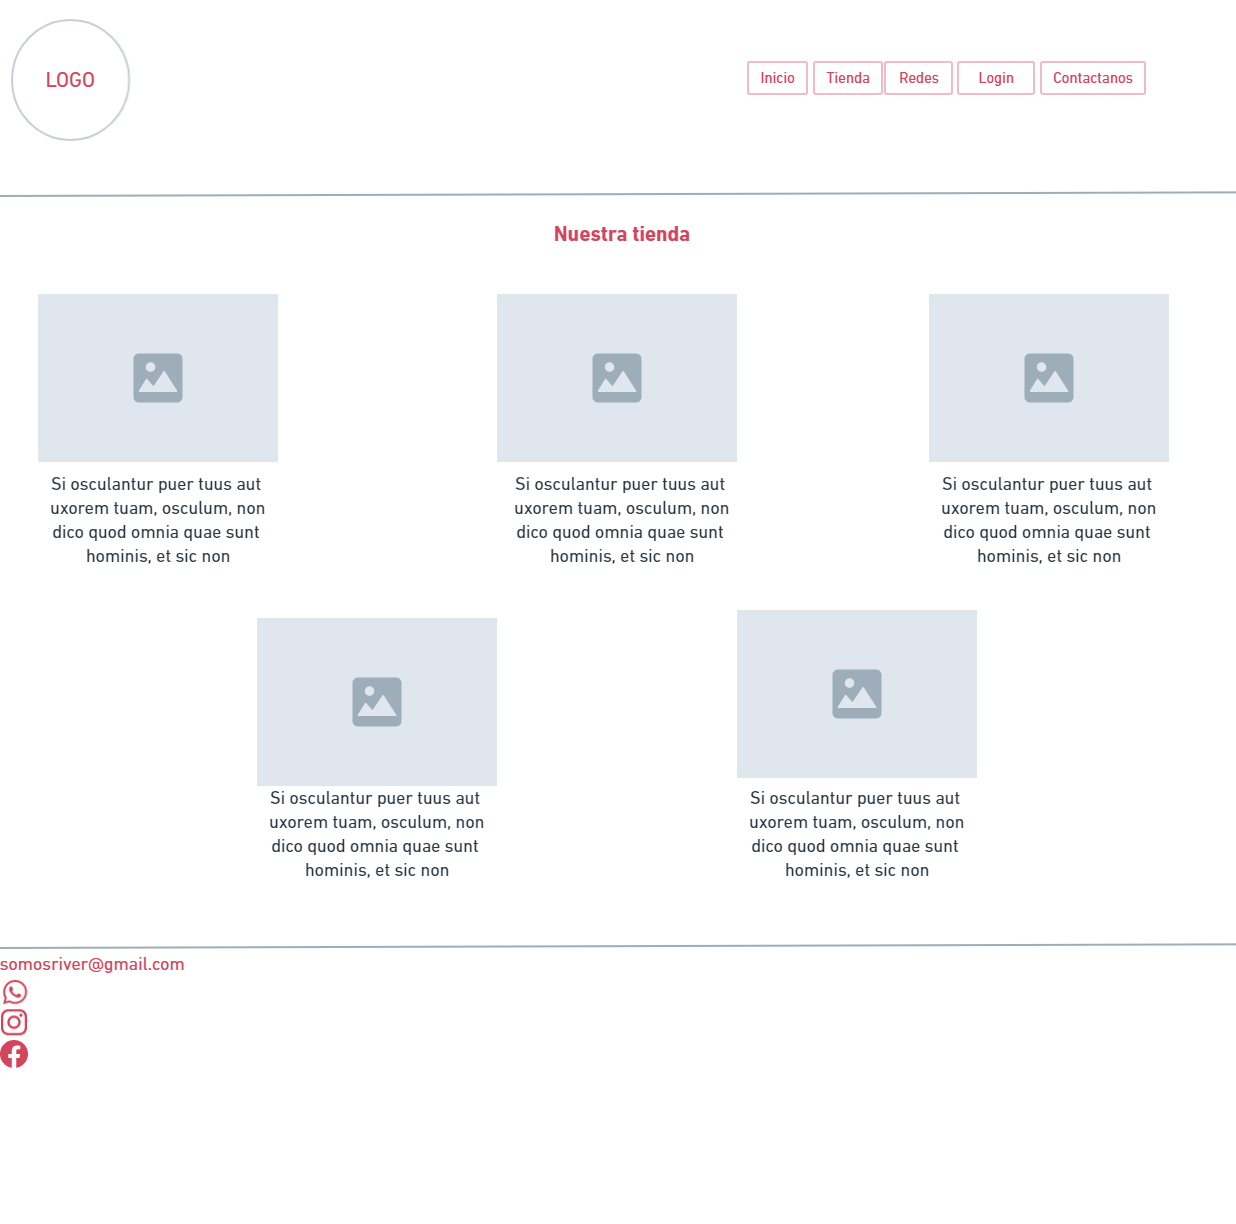 LOGO
Inicio
Tienda
Redes
Login
Contactanos
Nuestra tienda
Si osculantur puer tuus aut
uxorem tuam, osculum, non
dico quod omnia quae sunt
hominis, et sic non
Si osculantur puer tuus aut
uxorem tuam, osculum, non
dico quod omnia quae sunt
hominis, et sic non
Si osculantur puer tuus aut
uxorem tuam, osculum, non
dico quod omnia quae sunt
hominis, et sic non
Si osculantur puer tuus aut
uxorem tuam, osculum, non
dico quod omnia quae sunt
hominis, et sic non
Si osculantur puer tuus aut
uxorem tuam, osculum, non
dico quod omnia quae sunt
hominis, et sic non
somosriver@gmail.com